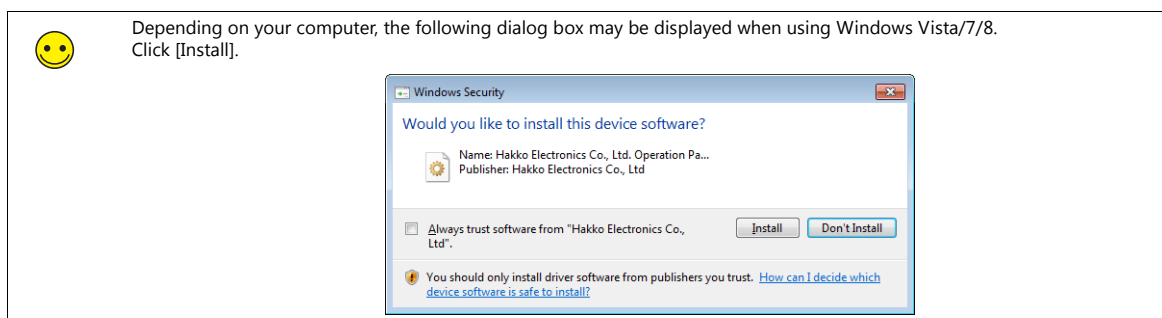 Depending on your computer, the following dialog box may be displayed when using Windows Vista/7/8.
Click [Install].
Windows Security
Would you like to install this device software?
Name: Hakko Electronics Co., Ltd. Operation Pa...
Publisher: Hakko Electronics Co., Ltd
Always trust software from "Hakko Electronics Co.,
Ltd".
Install
Don't Install
You should only install driver software from publishers you trust. How can I decide which
device software is safe to install?